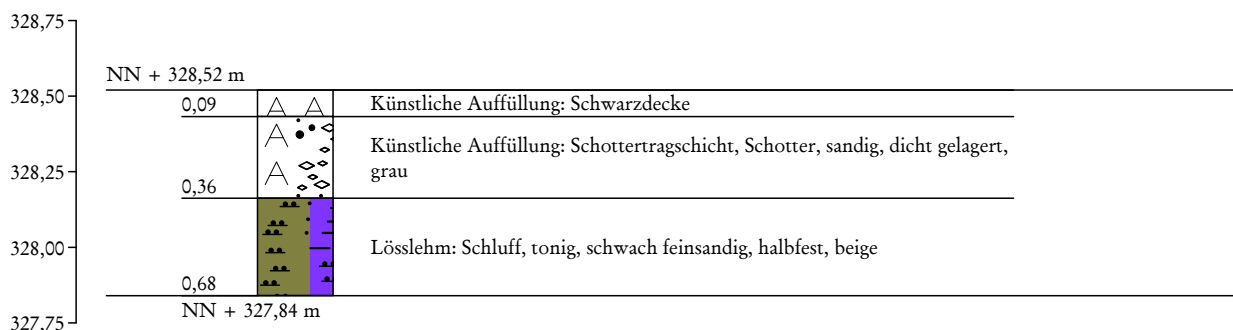 328,75
NN + 328,52 m
328,50
0,09 Künstliche Auffüllung: Schwarzdecke
A A
A
Künstliche Auffüllung: Schottertragschicht, Schotter, sandig, dicht gelagert,
grau
328,25
A
0,36
328,00
Lösslehm: Schluff, tonig, schwach feinsandig, halbfest, beige
0,68
NN + 327,84 m
327,75